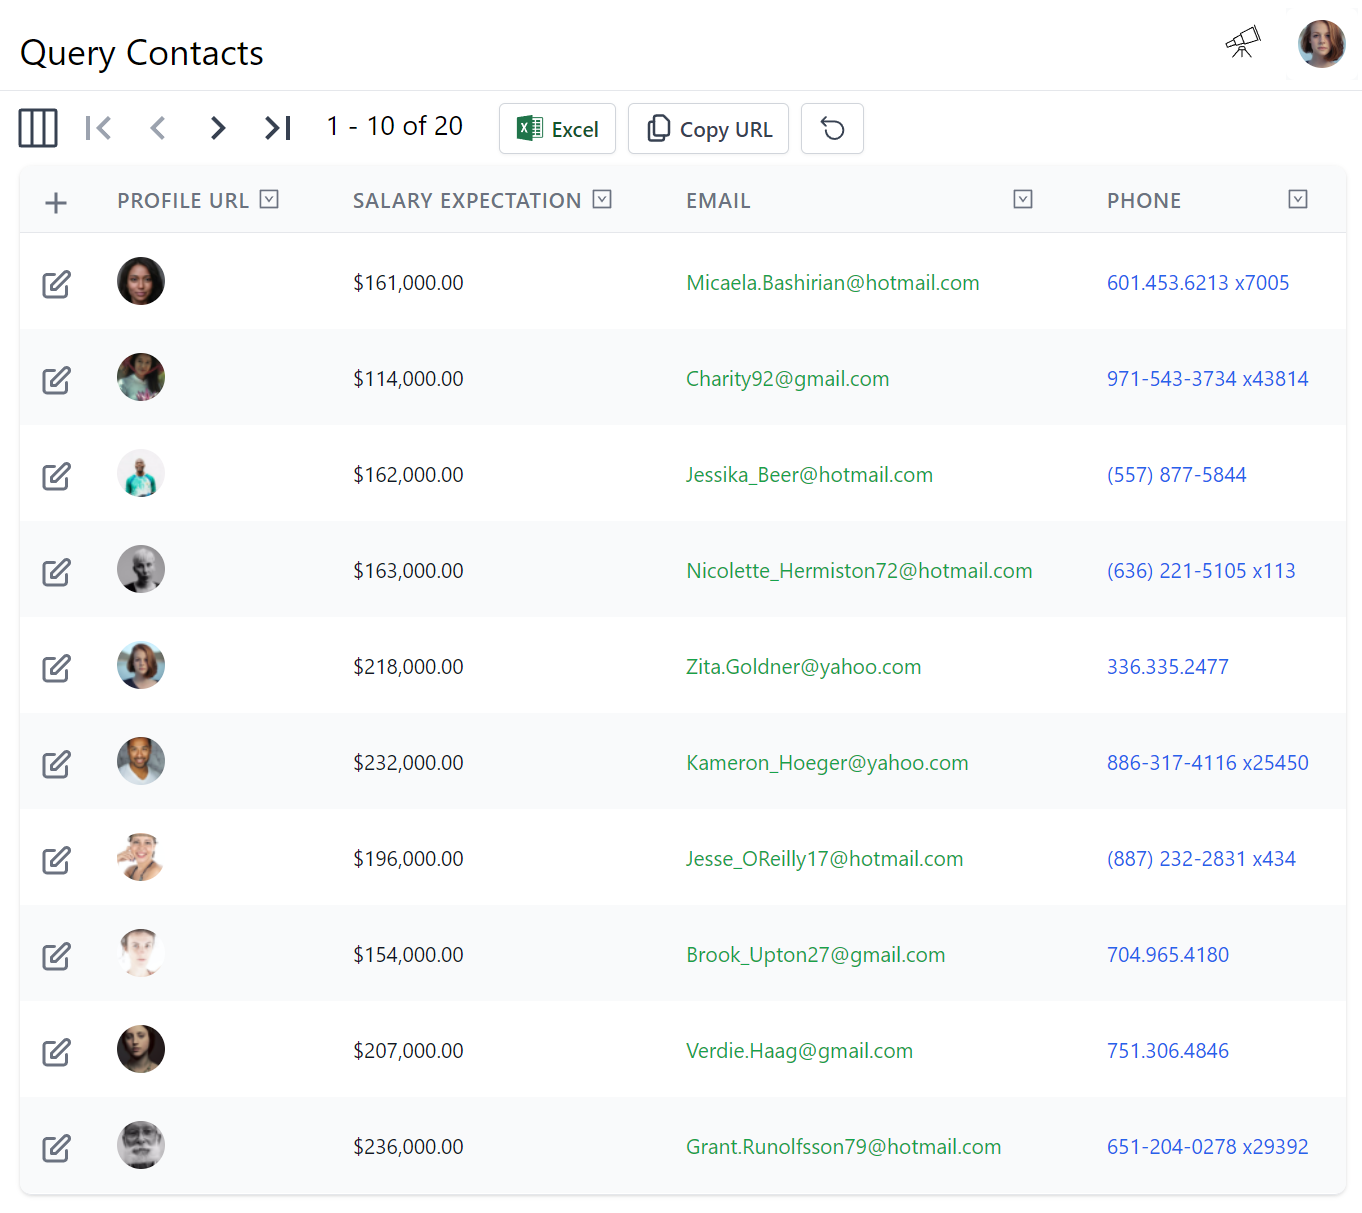 Query Contacts
1 - 10 of 20 Excel Copy URL
PROFILE URL SALARY EXPECTATION EMAIL PHONE
$161,000.00 Micaela.Bashirian@hotmail.com 601.453.6213 x7005
$114,000.00 Charity92@gmail.com 971-543-3734 x43814
$162,000.00 Jessika_Beer@hotmail.com (557) 877-5844
$163,000.00 Nicolette_Hermiston72@hotmail.com (636) 221-5105 x113
$218,000.00 Zita.Goldner@yahoo.com 336.335.2477
$232,000.00 Kameron_Hoeger@yahoo.com 886-317-4116 x25450
$196,000.00 Jesse_OReilly17@hotmail.com (887) 232-2831 x434
$154,000.00 Brook_Upton27@gmail.com 704.965.4180
$207,000.00 Verdie.Haag@gmail.com 751.306.4846
$236,000.00 Grant.Runolfsson79@hotmail.com 651-204-0278 x29392